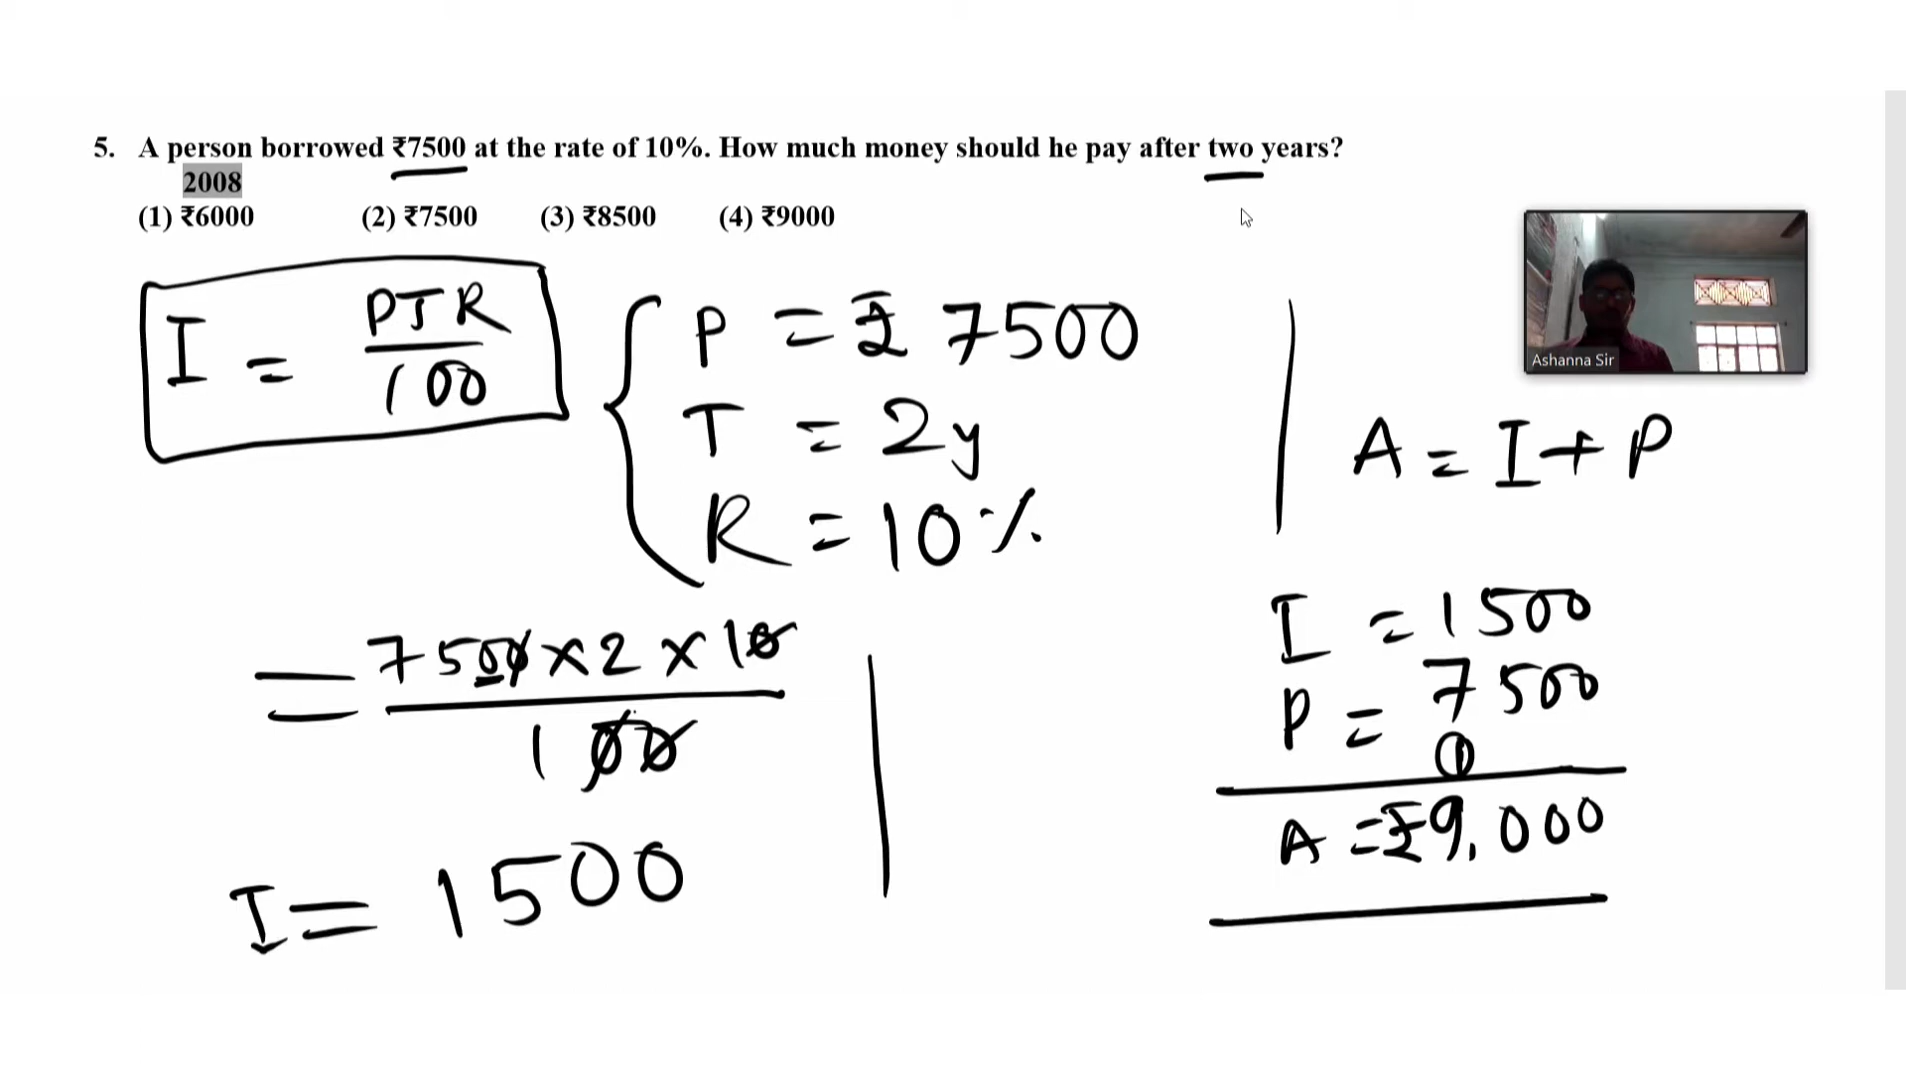 5. A person borrowed ₹7500 at the rate of 10%. How much money should he pay after two years?
2008
(1) ₹6000 (2) ₹7500 (3) ₹8500 (4) ₹9000
I = PTR / 100
P = ₹ 7500
T = 2y
R = 10%
Ashanna Sir
A = I + P
= 7500 x 2 x 10 / 100
I = 1500
I = 1500
P = 7500
1
A = ₹9,000